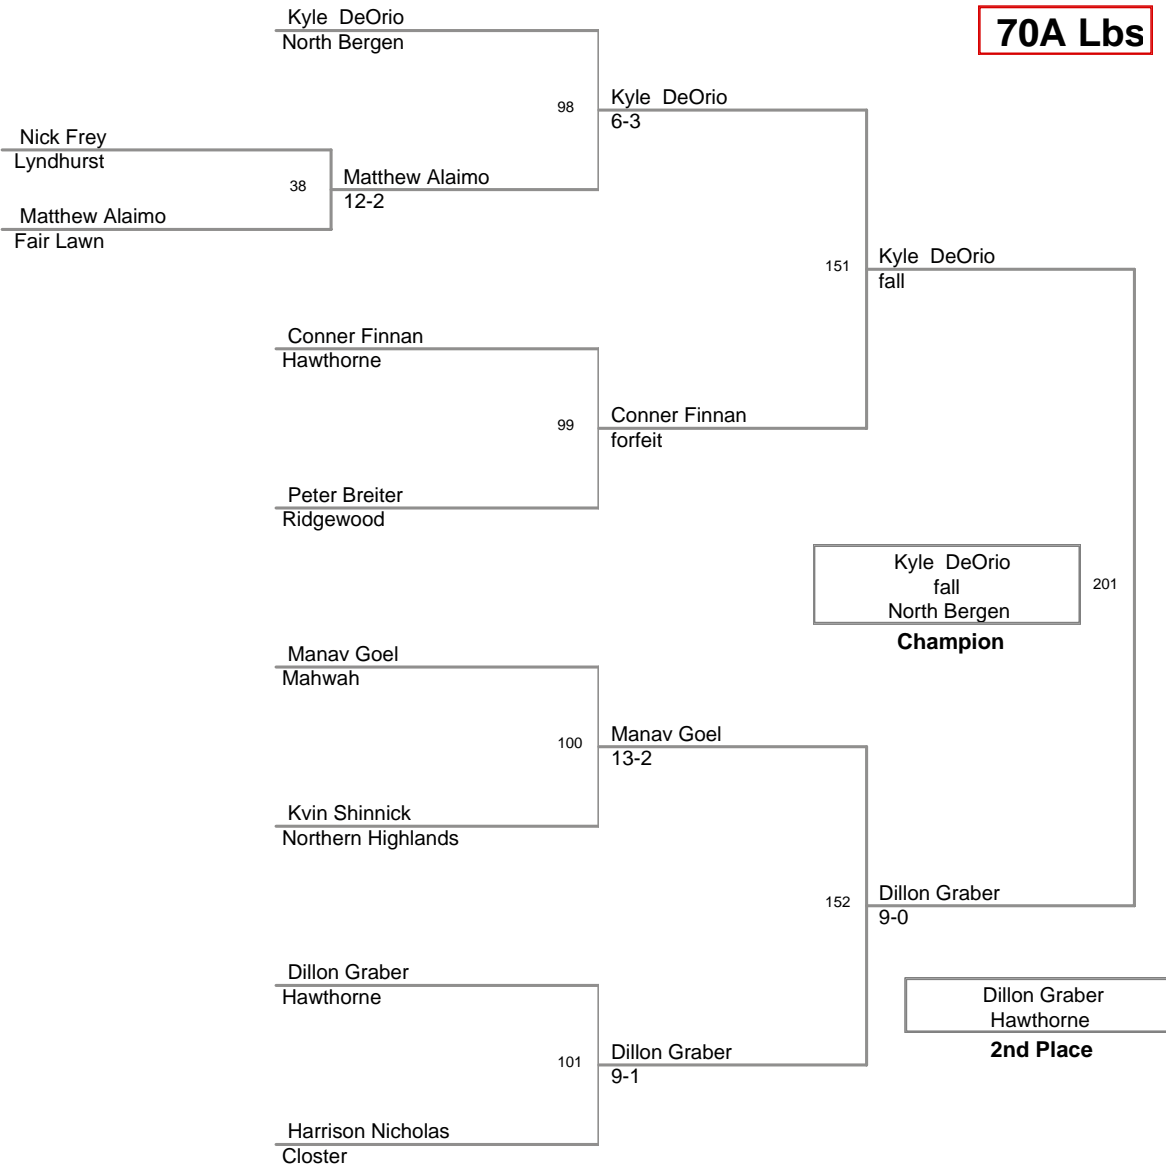 Kyle DeOrio
North Bergen
70A Lbs
98
Kyle DeOrio
6-3
Nick Frey
Lyndhurst
38
Matthew Alaimo
12-2
Matthew Alaimo
Fair Lawn
151
Kyle DeOrio
fall
Conner Finnan
Hawthorne
99
Conner Finnan
forfeit
Peter Breiter
Ridgewood
Kyle DeOrio
fall
North Bergen
201
Champion
Manav Goel
Mahwah
100
Manav Goel
13-2
Kvin Shinnick
Northern Highlands
152
Dillon Graber
9-0
Dillon Graber
Hawthorne
Dillon Graber
Hawthorne
2nd Place
101
Dillon Graber
9-1
Harrison Nicholas
Closter